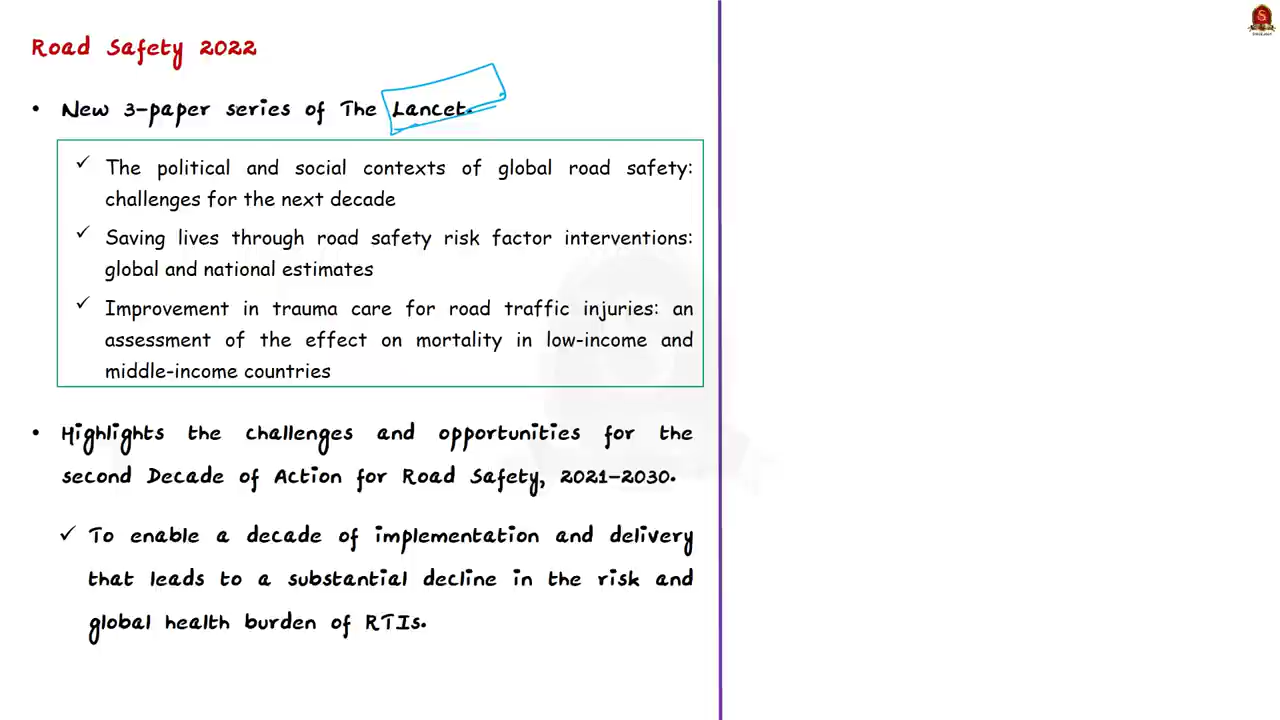 Road Safety 2022
• New 3-paper series of The Lancet.
✓ The political and social contexts of global road safety:
challenges for the next decade
✓ Saving lives through road safety risk factor interventions:
global and national estimates
✓ Improvement in trauma care for road traffic injuries: an
assessment of the effect on mortality in low-income and
middle-income countries
• Highlights the challenges and opportunities for the
second Decade of Action for Road Safety, 2021-2030.
✓ To enable a decade of implementation and delivery
that leads to a substantial decline in the risk and
global health burden of RTIs.